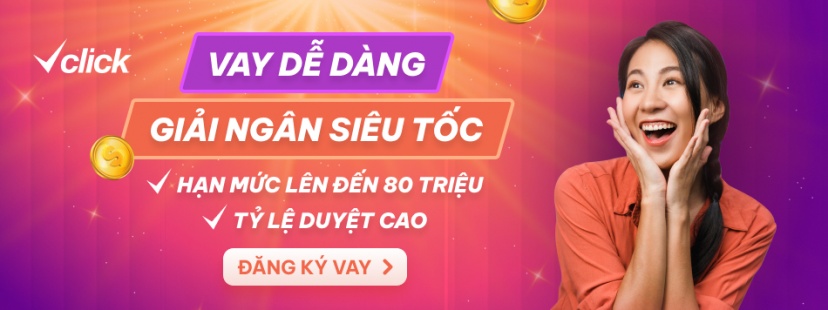 Vclick
VAY DỄ DÀNG
GIẢI NGÂN SIÊU TỐC
HẠN MỨC LÊN ĐẾN 80 TRIỆU
TỶ LỆ DUYỆT CAO
ĐĂNG KÝ VAY